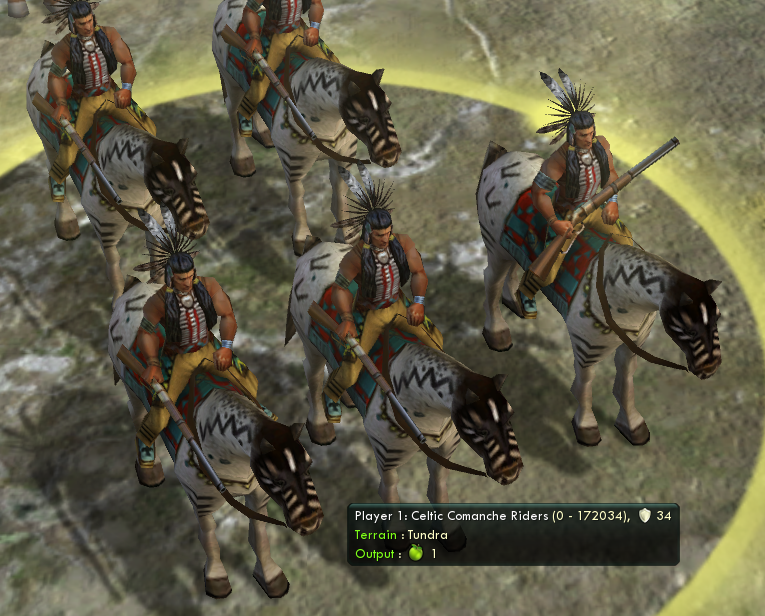 Player 1: Celtic Comanche Riders (0 - 172034), 34
Terrain : Tundra
Output : 1